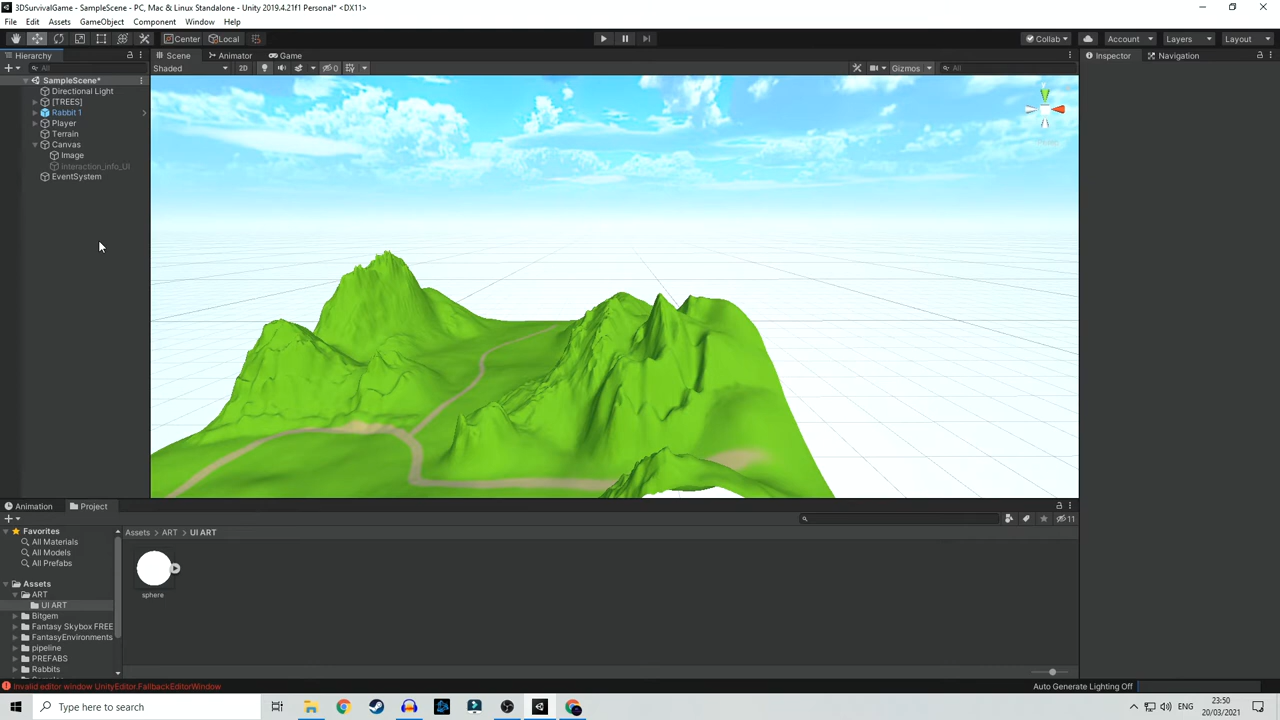 3DSurvivalGame - SampleScene - PC, Mac & Linux Standalone - Unity 2019.4.21f1 Personal* <DX11>
File Edit Assets GameObject Component Window Help
Center Local Collab Account Layers Layout
Hierarchy Scene Animator Game Inspector Navigation
All Shaded 2D 0 Gizmos All
SampleScene*
Directional Light
[TREES]
Rabbit 1
Player
Terrain
Canvas
Image
Interaction_info_UI
EventSystem
y
Animation Project
11
Favorites
All Materials
All Models
All Prefabs
Assets
ART
UI ART
Bitgem
Fantasy Skybox FREE
FantasyEnvironments
pipeline
PREFABS
Rabbits
Assets > ART > UI ART
sphere
Invalid editor window UnityEditor.FallbackEditorWindow
Auto Generate Lighting Off
Type here to search
ENG
23:50
20/03/2021